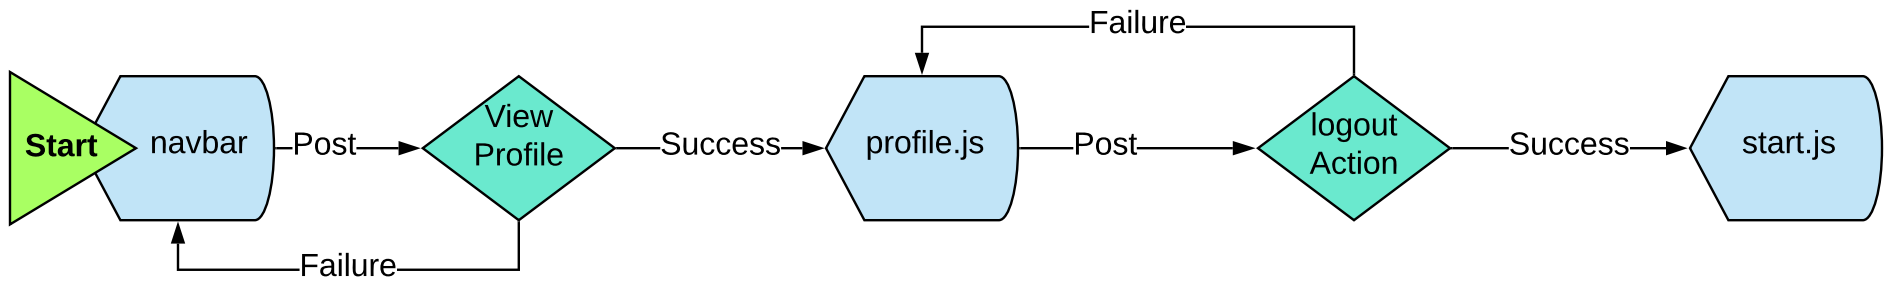 Failure
Start
navbar
Post
View
Profile
Success
profile.js
Post
logout
Action
Success
start.js
Failure